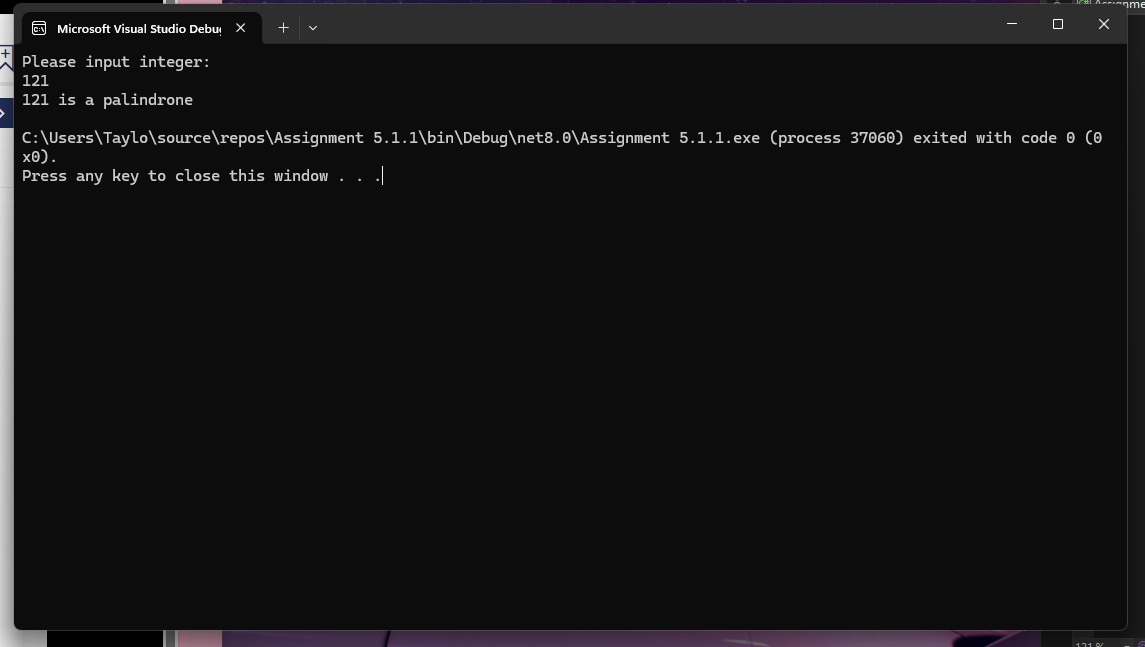 Microsoft Visual Studio Debu
Please input integer:
121
121 is a palindrone
C:\Users\Taylo\source\repos\Assignment 5.1.1\bin\Debug\net8.0\Assignment 5.1.1.exe (process 37060) exited with code 0 (0
x0).
Press any key to close this window . . .